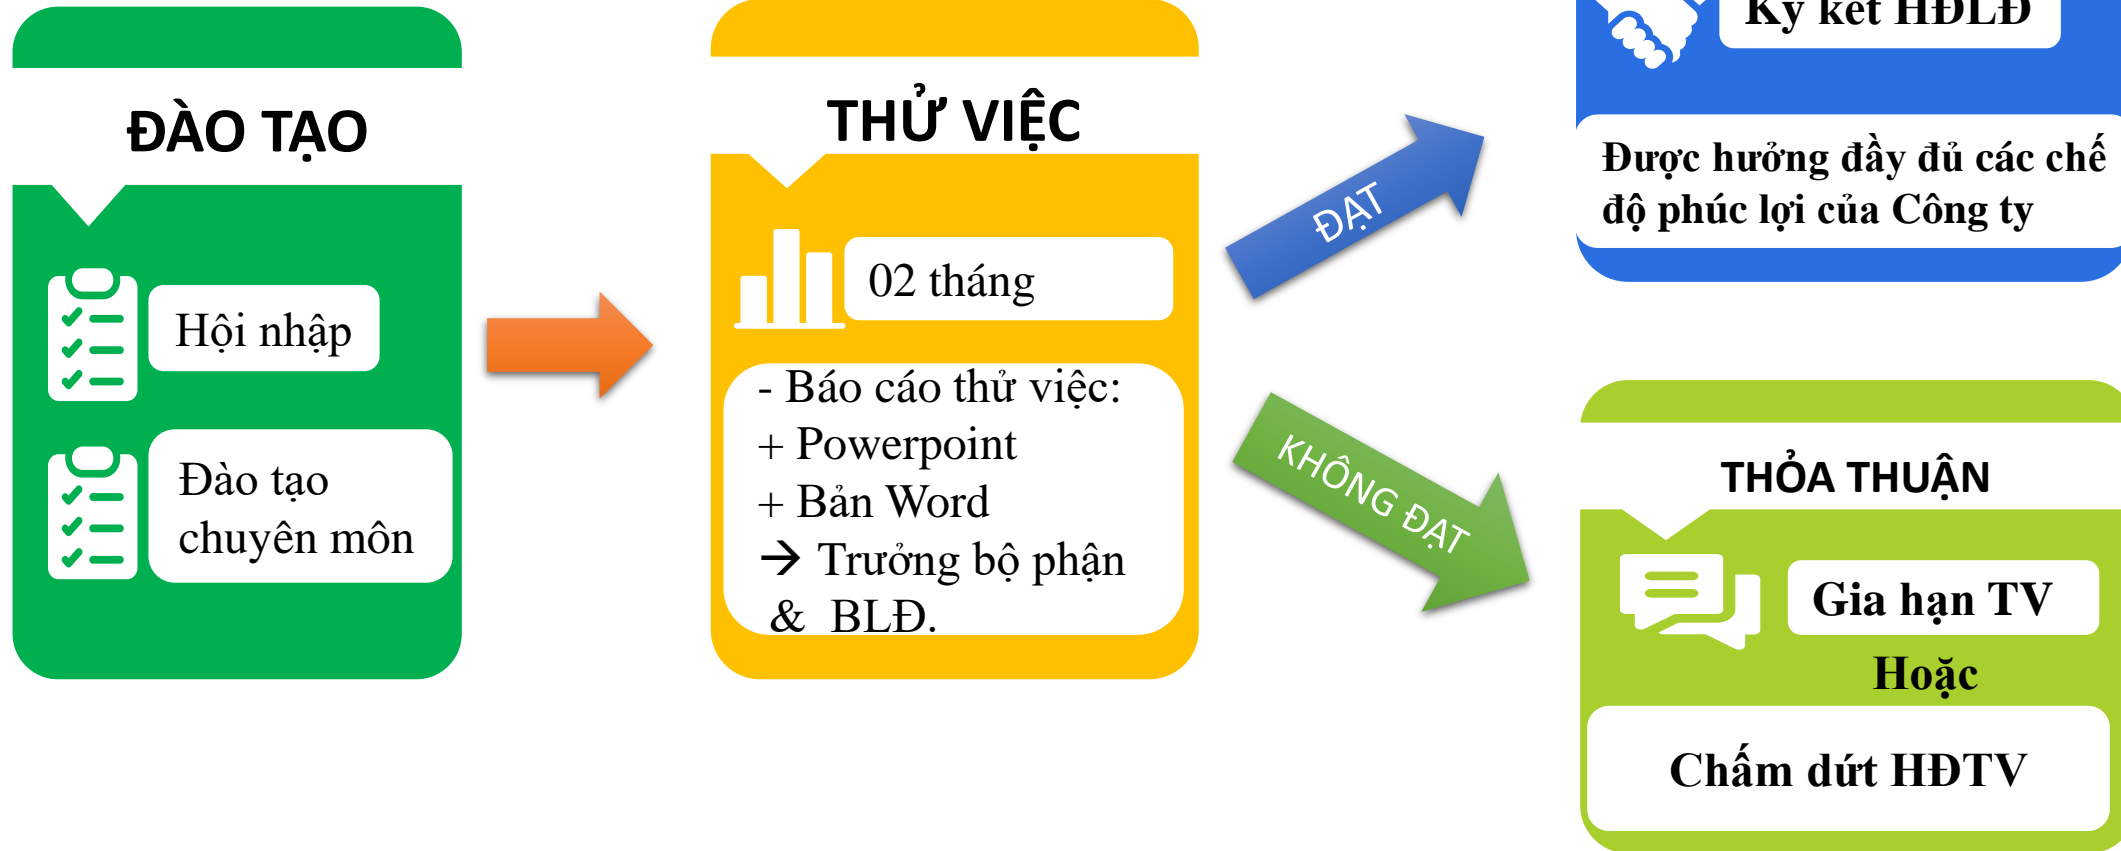 ĐÀO TẠO
Hội nhập
Đào tạo
chuyên môn
THỬ VIỆC
02 tháng
- Báo cáo thử việc:
+ Powerpoint
+ Bản Word
→ Trưởng bộ phận
& BLĐ.
ĐẠT
KHÔNG ĐẠT
Ký kết HĐLĐ
Được hưởng đầy đủ các chế
độ phúc lợi của Công ty
THỎA THUẬN
Gia hạn TV
Hoặc
Chấm dứt HĐTV